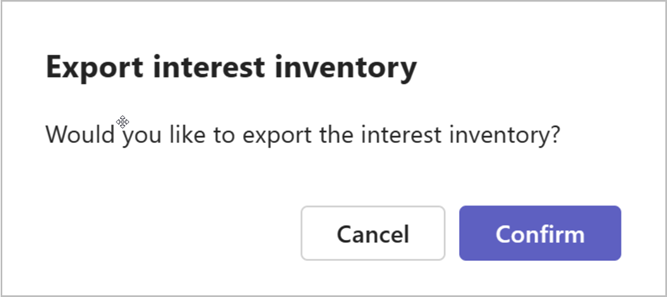 Export interest inventory
Would you like to export the interest inventory?
Cancel
Confirm